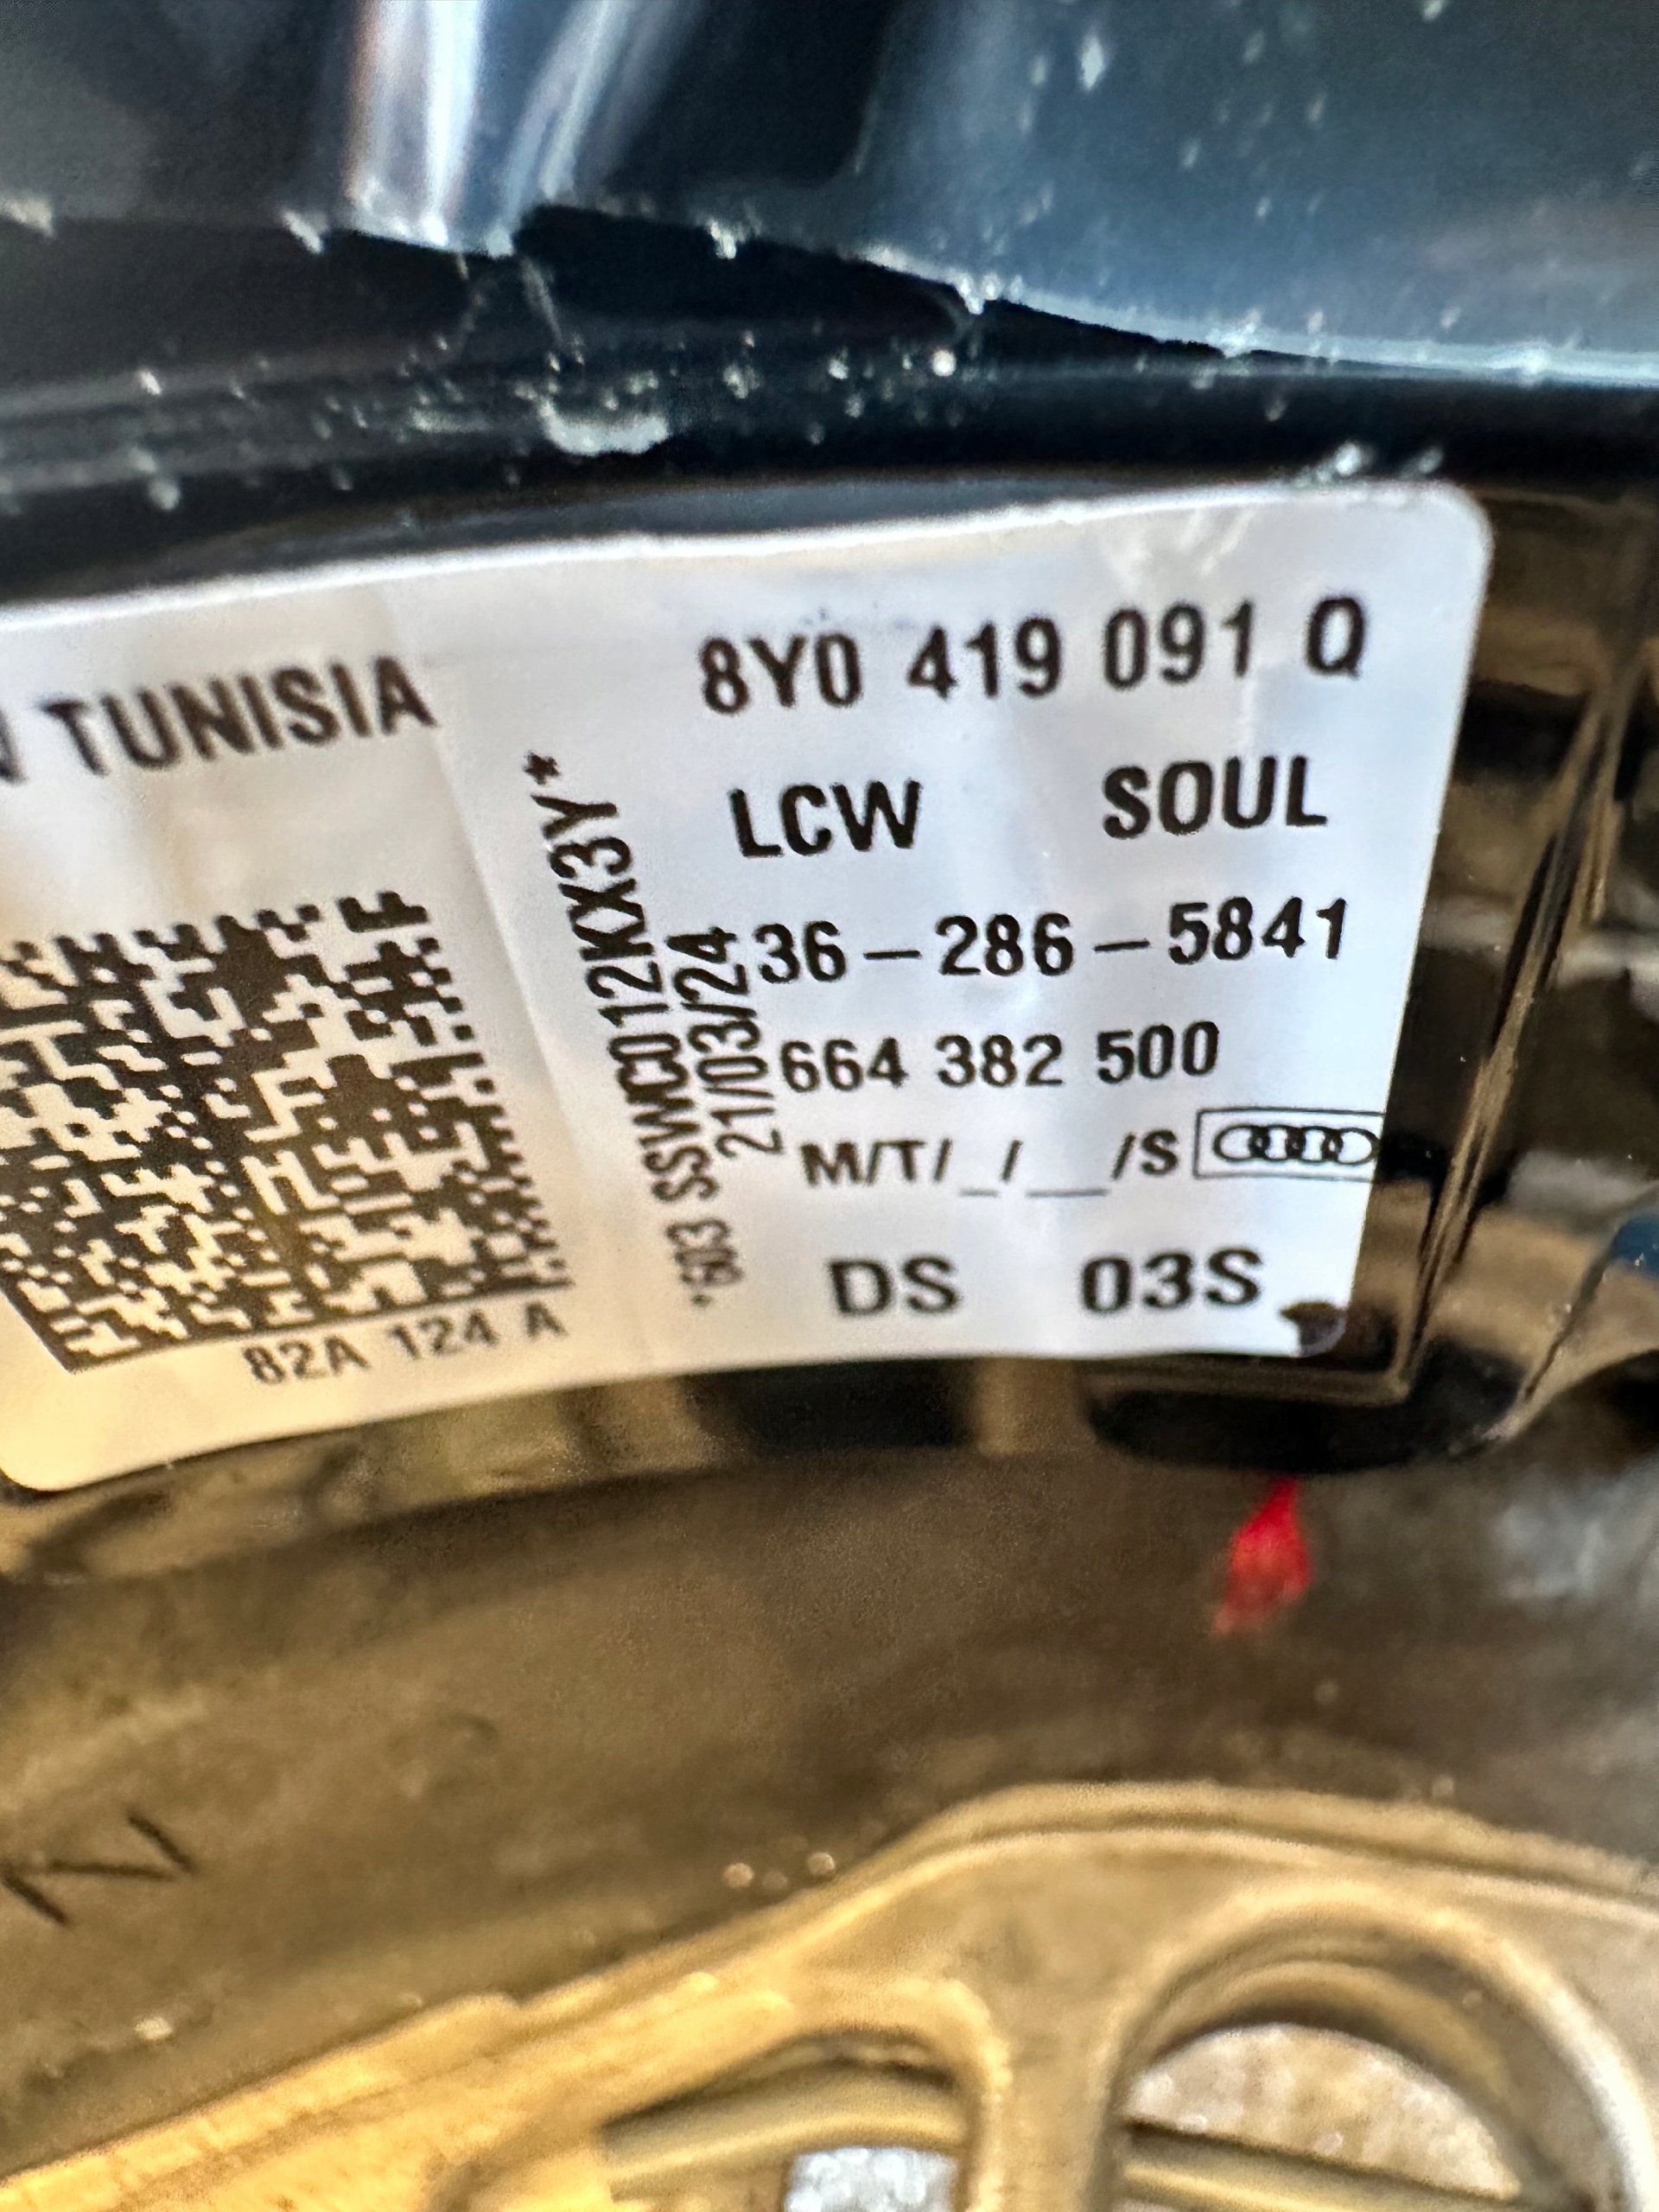 TUNISIA
82A 124 A
*903 SSWC012KX3Y*
21/03/24
8Y0 419 091 Q
LCW SOUL
36-286-5841
664 382 500
M/T/_/__/S
DS 03S